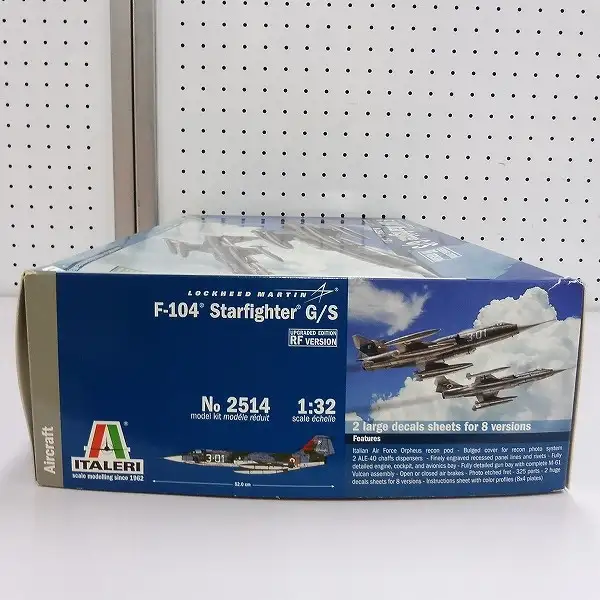 LOCKHEED MARTIN
F-104® Starfighter® G/S
UPGRADED EDITION
RF VERSION
No 2514
model kit modèle réduit
1:32
scale échelle
3-01
52.0 cm
Aircraft
ITALERI
scale modelling since 1962
3-01
2 large decals sheets for 8 versions
Features
Italian Air Force Orpheus recon pod - Bulged cover for recon photo system
2 ALE-40 chaffs dispensers - Finely engraved recessed panel lines and rivets - Fully
detailed engine, cockpit, and avionics bay - Fully detailed gun bay with complete M-61
Vulcan assembly - Open or closed air brakes - Photo etched fret - 325 parts - 2 huge
decals sheets for 8 versions - Instructions sheet with color profiles (8x4 plates)